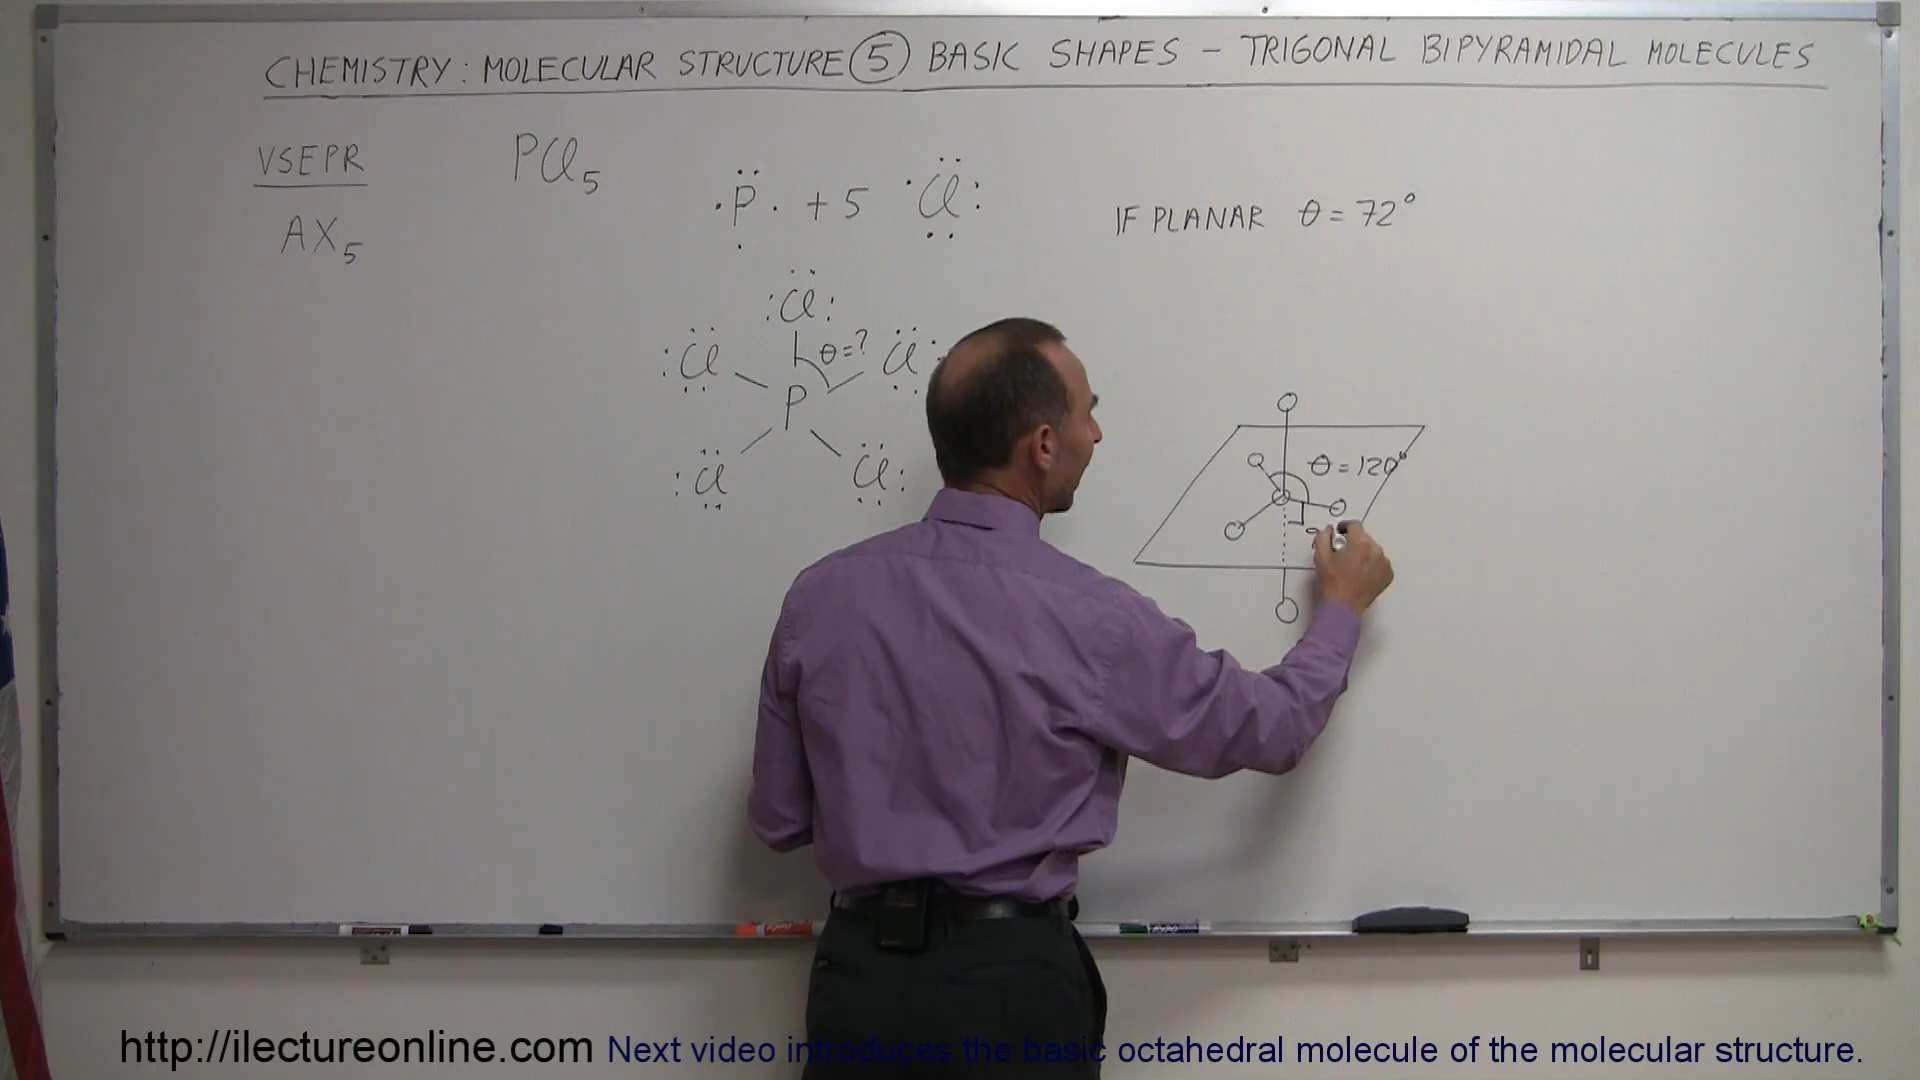 CHEMISTRY: MOLECULAR STRUCTURE ⑤ BASIC SHAPES - TRIGONAL BIPYRAMIDAL MOLECULES
VSEPR
AX5
PCl5
P + 5 Cl
IF PLANAR θ = 72°
Cl
Cl θ=? Cl
P
Cl Cl
θ = 120°
http://ilectureonline.com Next video introduces the basic octahedral molecule of the molecular structure.